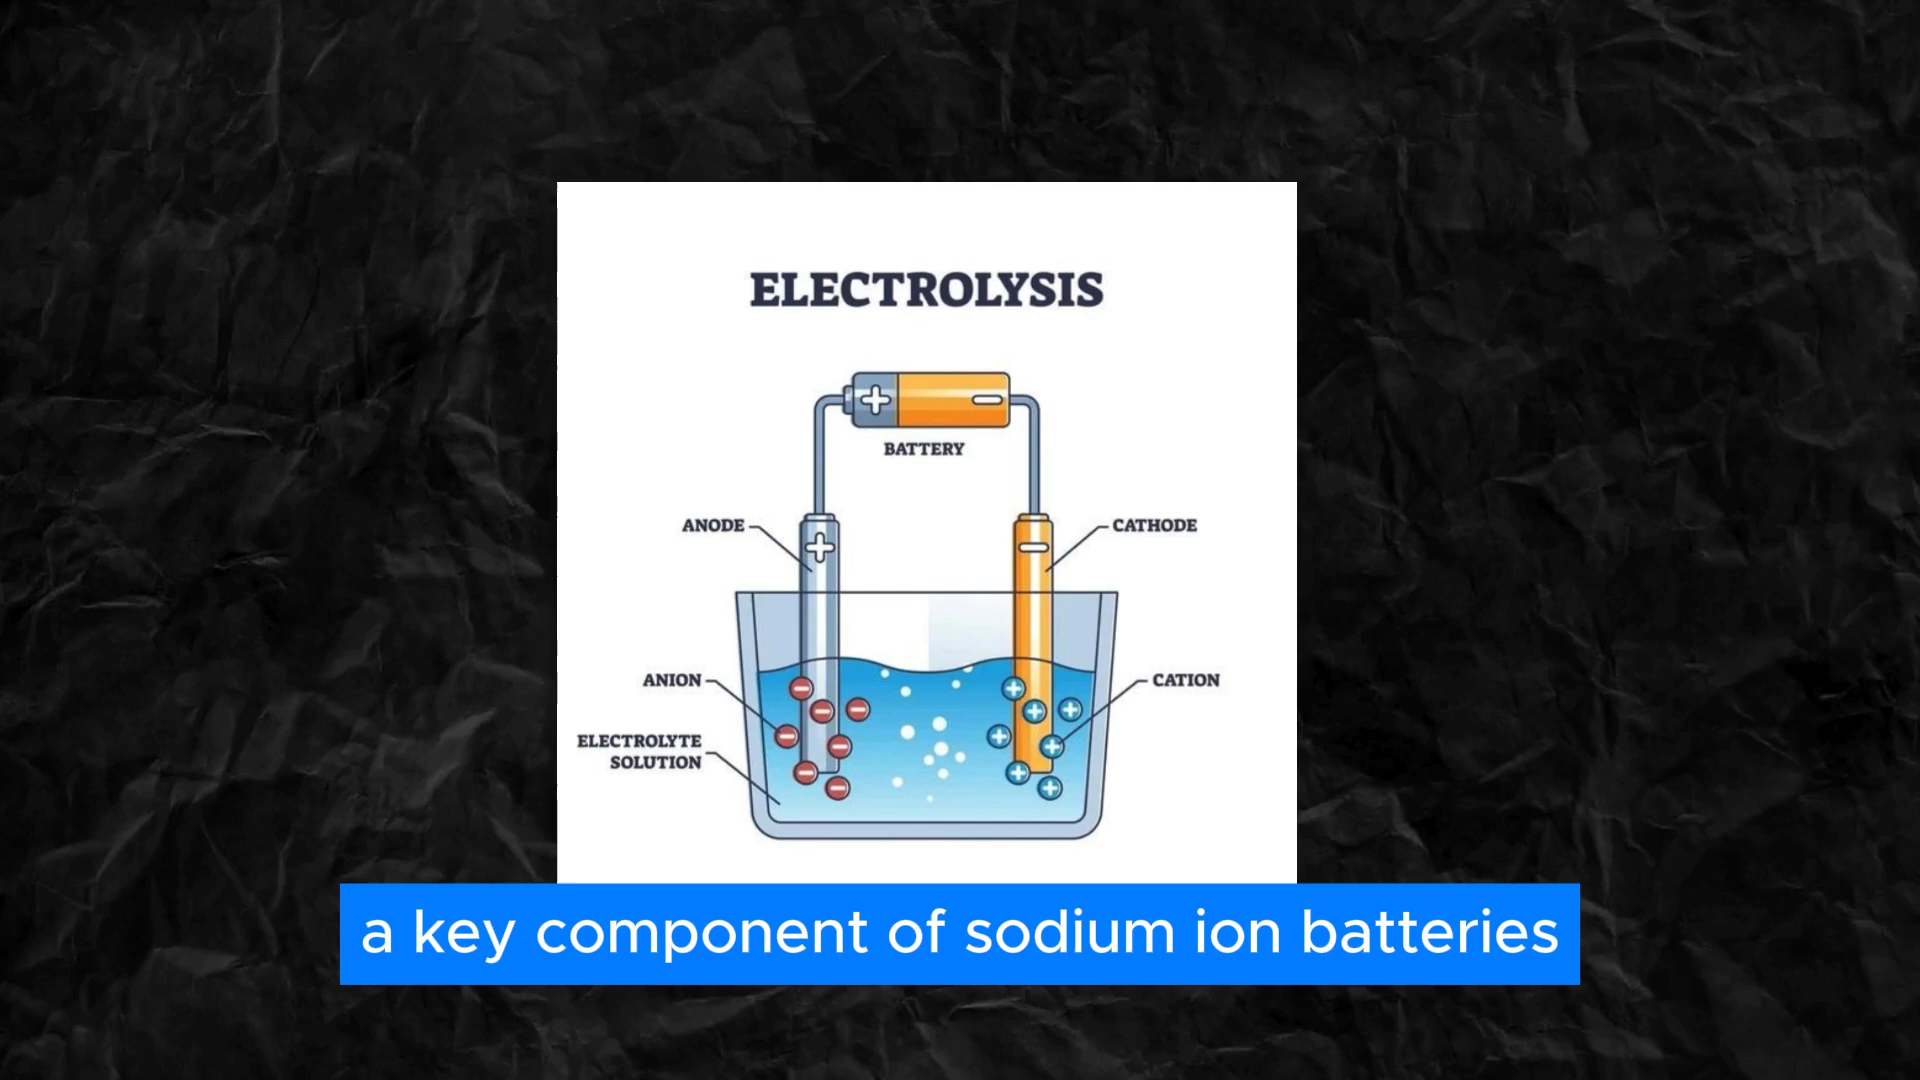 ELECTROLYSIS
BATTERY
ANODE
CATHODE
ANION
CATION
ELECTROLYTE
SOLUTION
a key component of sodium ion batteries